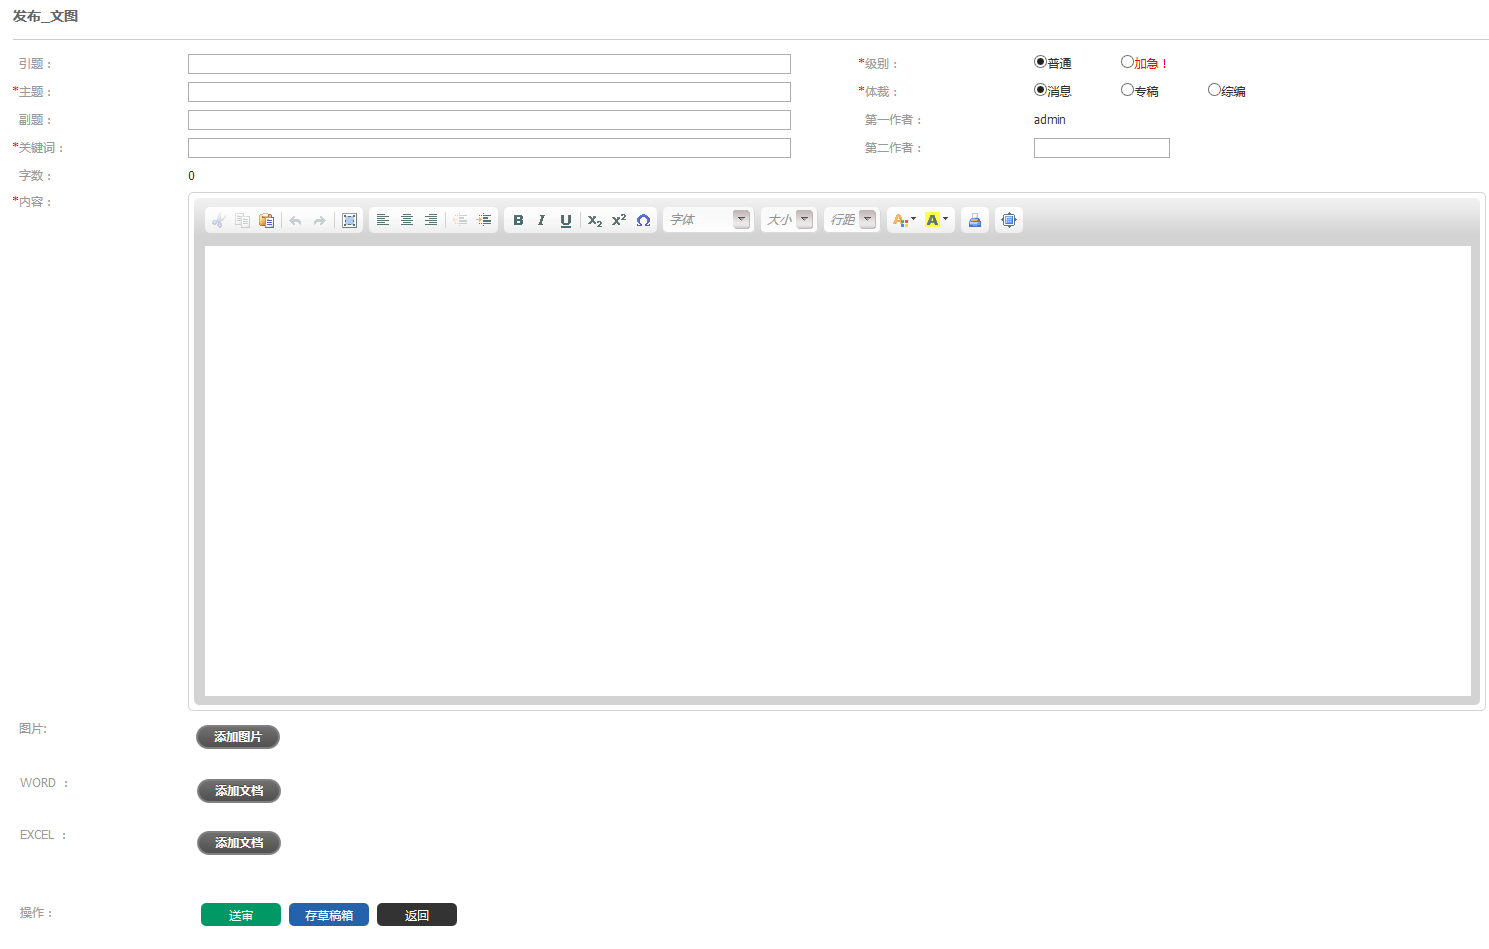 发布_文图
引题：
*级别： 普通 加急！
*主题：
*体裁： 消息 专稿 综编
副题：
第一作者： admin
*关键词：
第二作者：
字数： 0
*内容：
B I U X₂ X² Ω 字体 大小 行距 A A
图片: 添加图片
WORD ： 添加文档
EXCEL ： 添加文档
操作： 送审 存草稿箱 返回